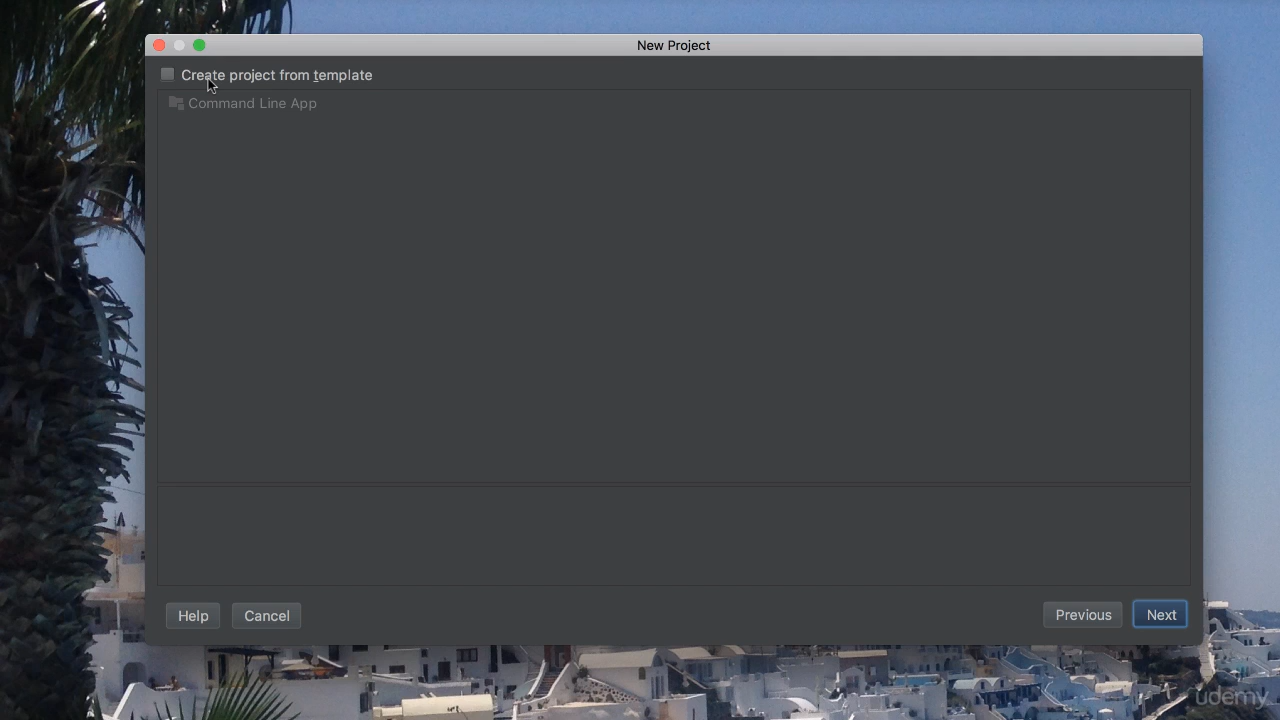 New Project
Create project from template
Command Line App
Help
Cancel
Previous
Next
udemy